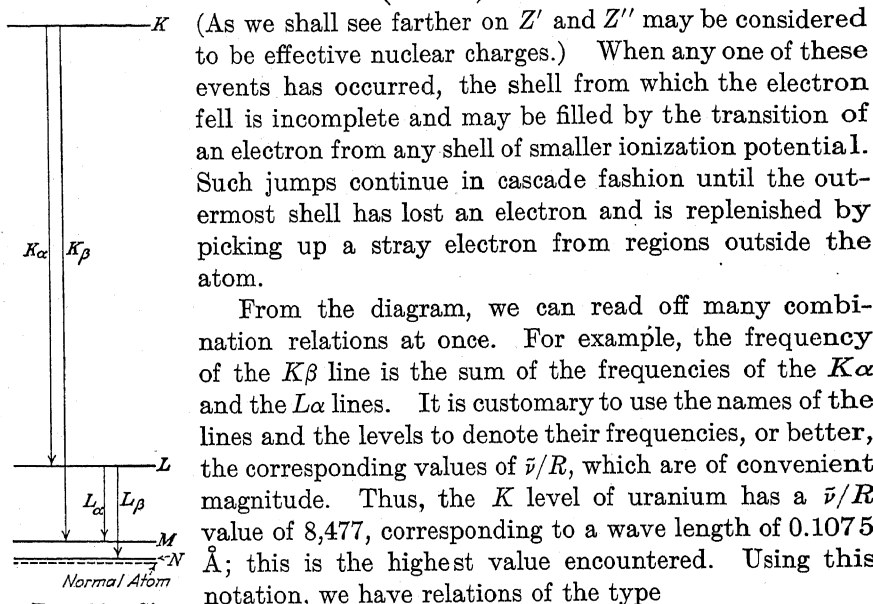 K
(As we shall see farther on Z′ and Z″ may be considered
to be effective nuclear charges.) When any one of these
events has occurred, the shell from which the electron
fell is incomplete and may be filled by the transition of
an electron from any shell of smaller ionization potential.
Such jumps continue in cascade fashion until the out-
ermost shell has lost an electron and is replenished by
picking up a stray electron from regions outside the
atom.
From the diagram, we can read off many combi-
nation relations at once. For example, the frequency
of the Kβ line is the sum of the frequencies of the Kα
and the Lα lines. It is customary to use the names of the
lines and the levels to denote their frequencies, or better,
the corresponding values of ν̃/R, which are of convenient
magnitude. Thus, the K level of uranium has a ν̃/R
value of 8,477, corresponding to a wave length of 0.1075
Å; this is the highest value encountered. Using this
notation, we have relations of the type
Kα Kβ
L
Lα Lβ
M
N
Normal Atom